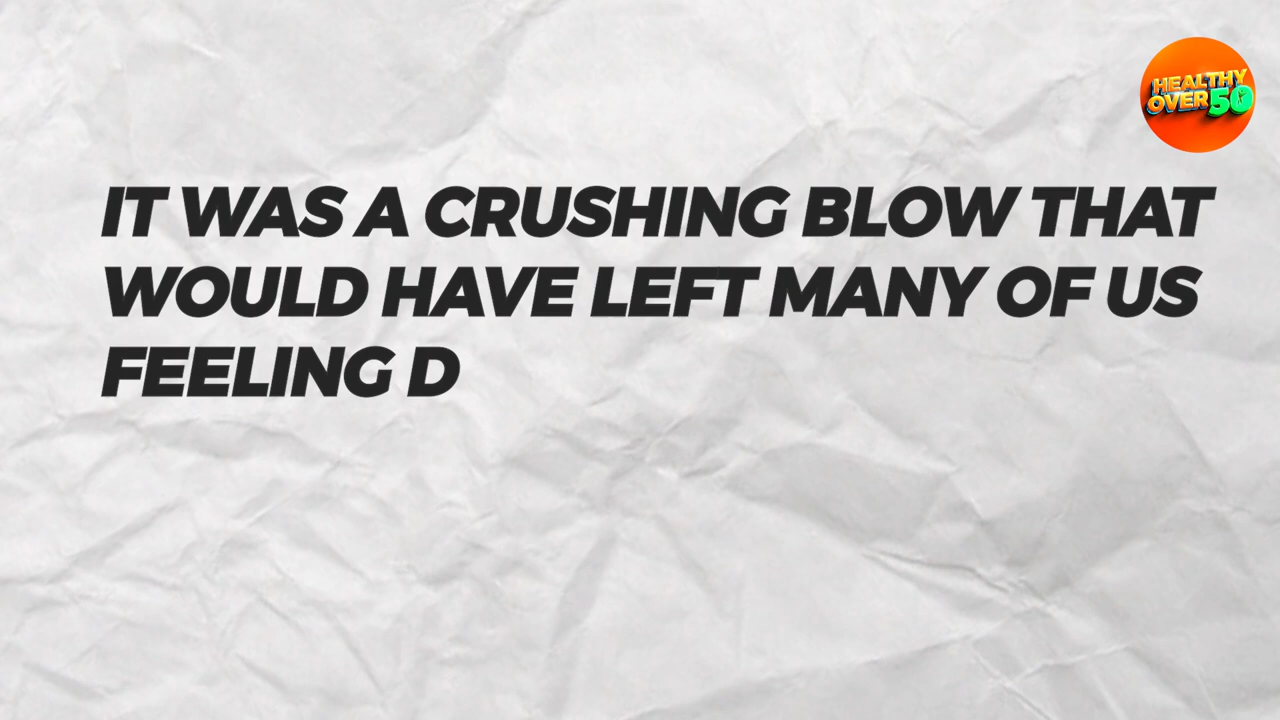 HEALTHY
OVER 50
IT WAS A CRUSHING BLOW THAT
WOULD HAVE LEFT MANY OF US
FEELING D